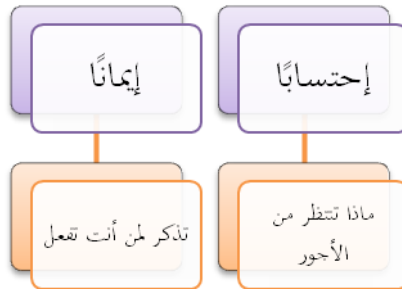 إحتسابًا
إيمانًا
ماذا تنتظر من
الأجور
تذكر لمن أنت تفعل